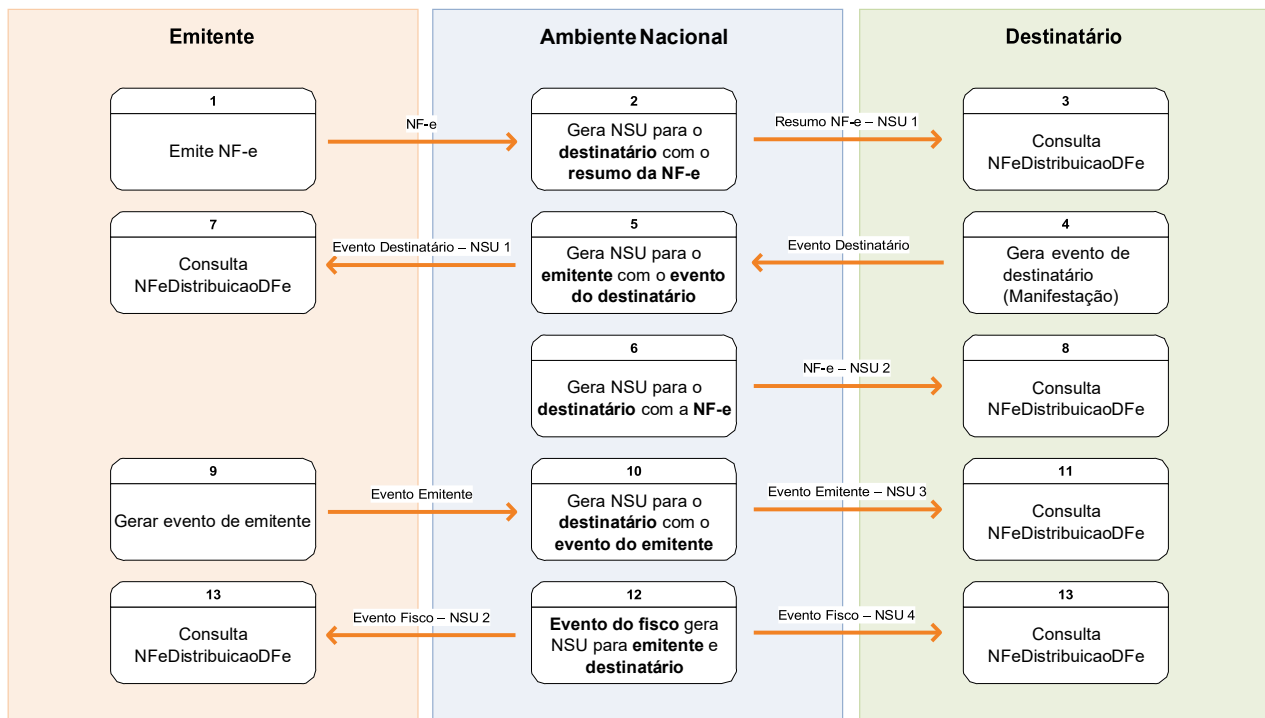 Emitente
Ambiente Nacional
Destinatário
1
Emite NF-e
NF-e
2
Gera NSU para o
destinatário com o
resumo da NF-e
Resumo NF-e – NSU 1
3
Consulta
NFeDistribuicaoDFe
7
Consulta
NFeDistribuicaoDFe
Evento Destinatário – NSU 1
5
Gera NSU para o
emitente com o evento
do destinatário
Evento Destinatário
4
Gera evento de
destinatário
(Manifestação)
6
Gera NSU para o
destinatário com a NF-e
NF-e – NSU 2
8
Consulta
NFeDistribuicaoDFe
9
Gerar evento de emitente
Evento Emitente
10
Gera NSU para o
destinatário com o
evento do emitente
Evento Emitente – NSU 3
11
Consulta
NFeDistribuicaoDFe
13
Consulta
NFeDistribuicaoDFe
Evento Fisco – NSU 2
12
Evento do fisco gera
NSU para emitente e
destinatário
Evento Fisco – NSU 4
13
Consulta
NFeDistribuicaoDFe